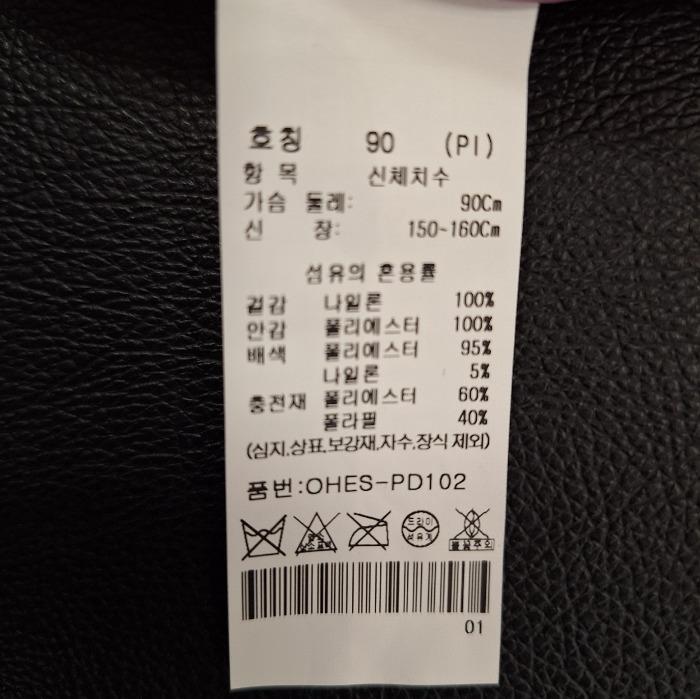 호칭 90 (PI)
항 목 신체치수
가슴 둘레: 90Cm
신 장: 150~160Cm
섬유의 혼용률
겉감 나일론 100%
안감 폴리에스터 100%
배색 폴리에스터 95%
나일론 5%
충전재 폴리에스터 60%
폴라필 40%
(심지,상표,보강재,자수,장식 제외)
품번:OHES-PD102
드라이
석유계
01